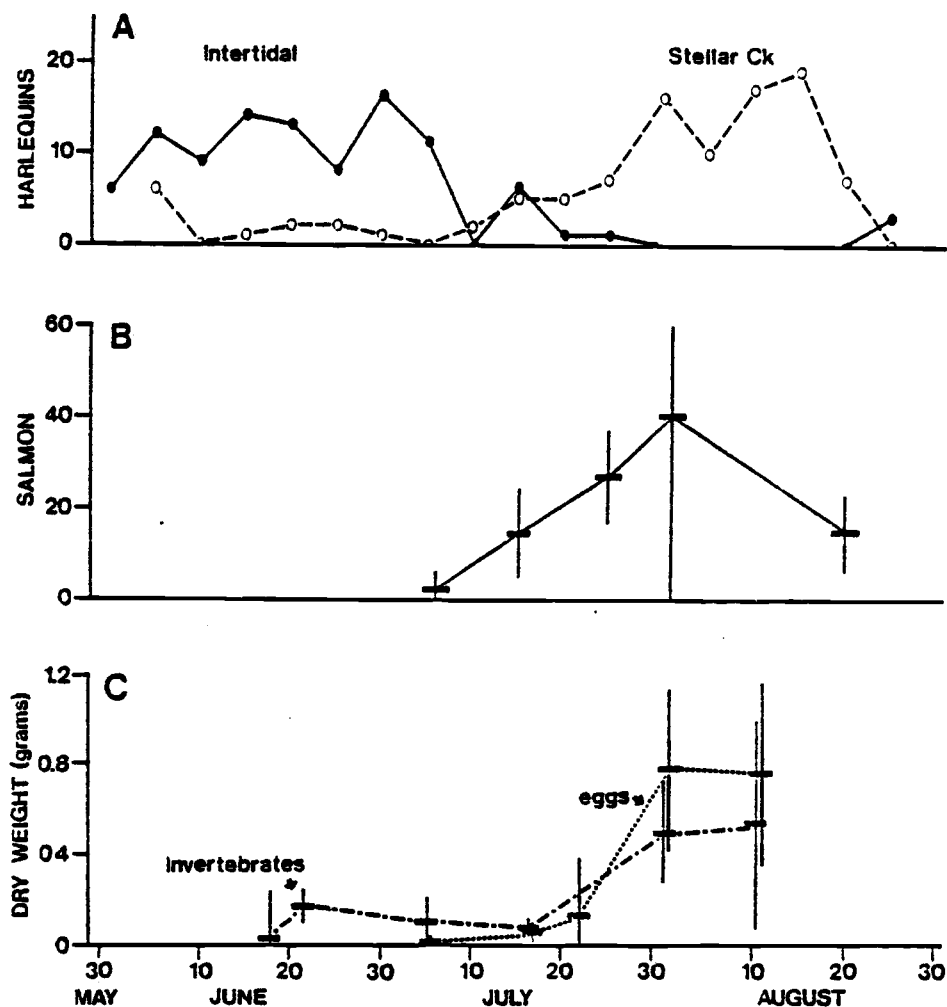 A
Intertidal
Stellar Ck
HARLEQUINS
20
10
0
B
SALMON
60
40
20
0
C
DRY WEIGHT (grams)
1.2
0.8
0.4
0
eggs
Invertebrates
30 10 20 30 10 20 30 10 20 30
MAY JUNE JULY AUGUST